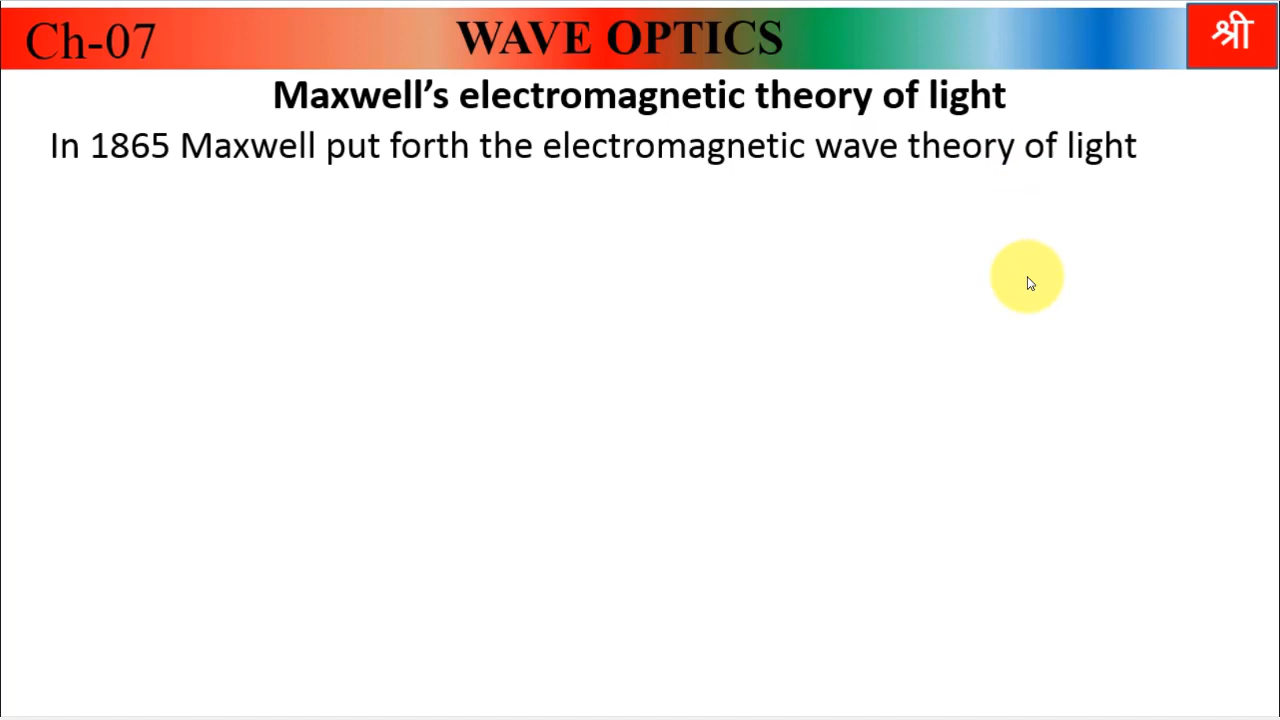 Ch-07
WAVE OPTICS
श्री
Maxwell’s electromagnetic theory of light
In 1865 Maxwell put forth the electromagnetic wave theory of light